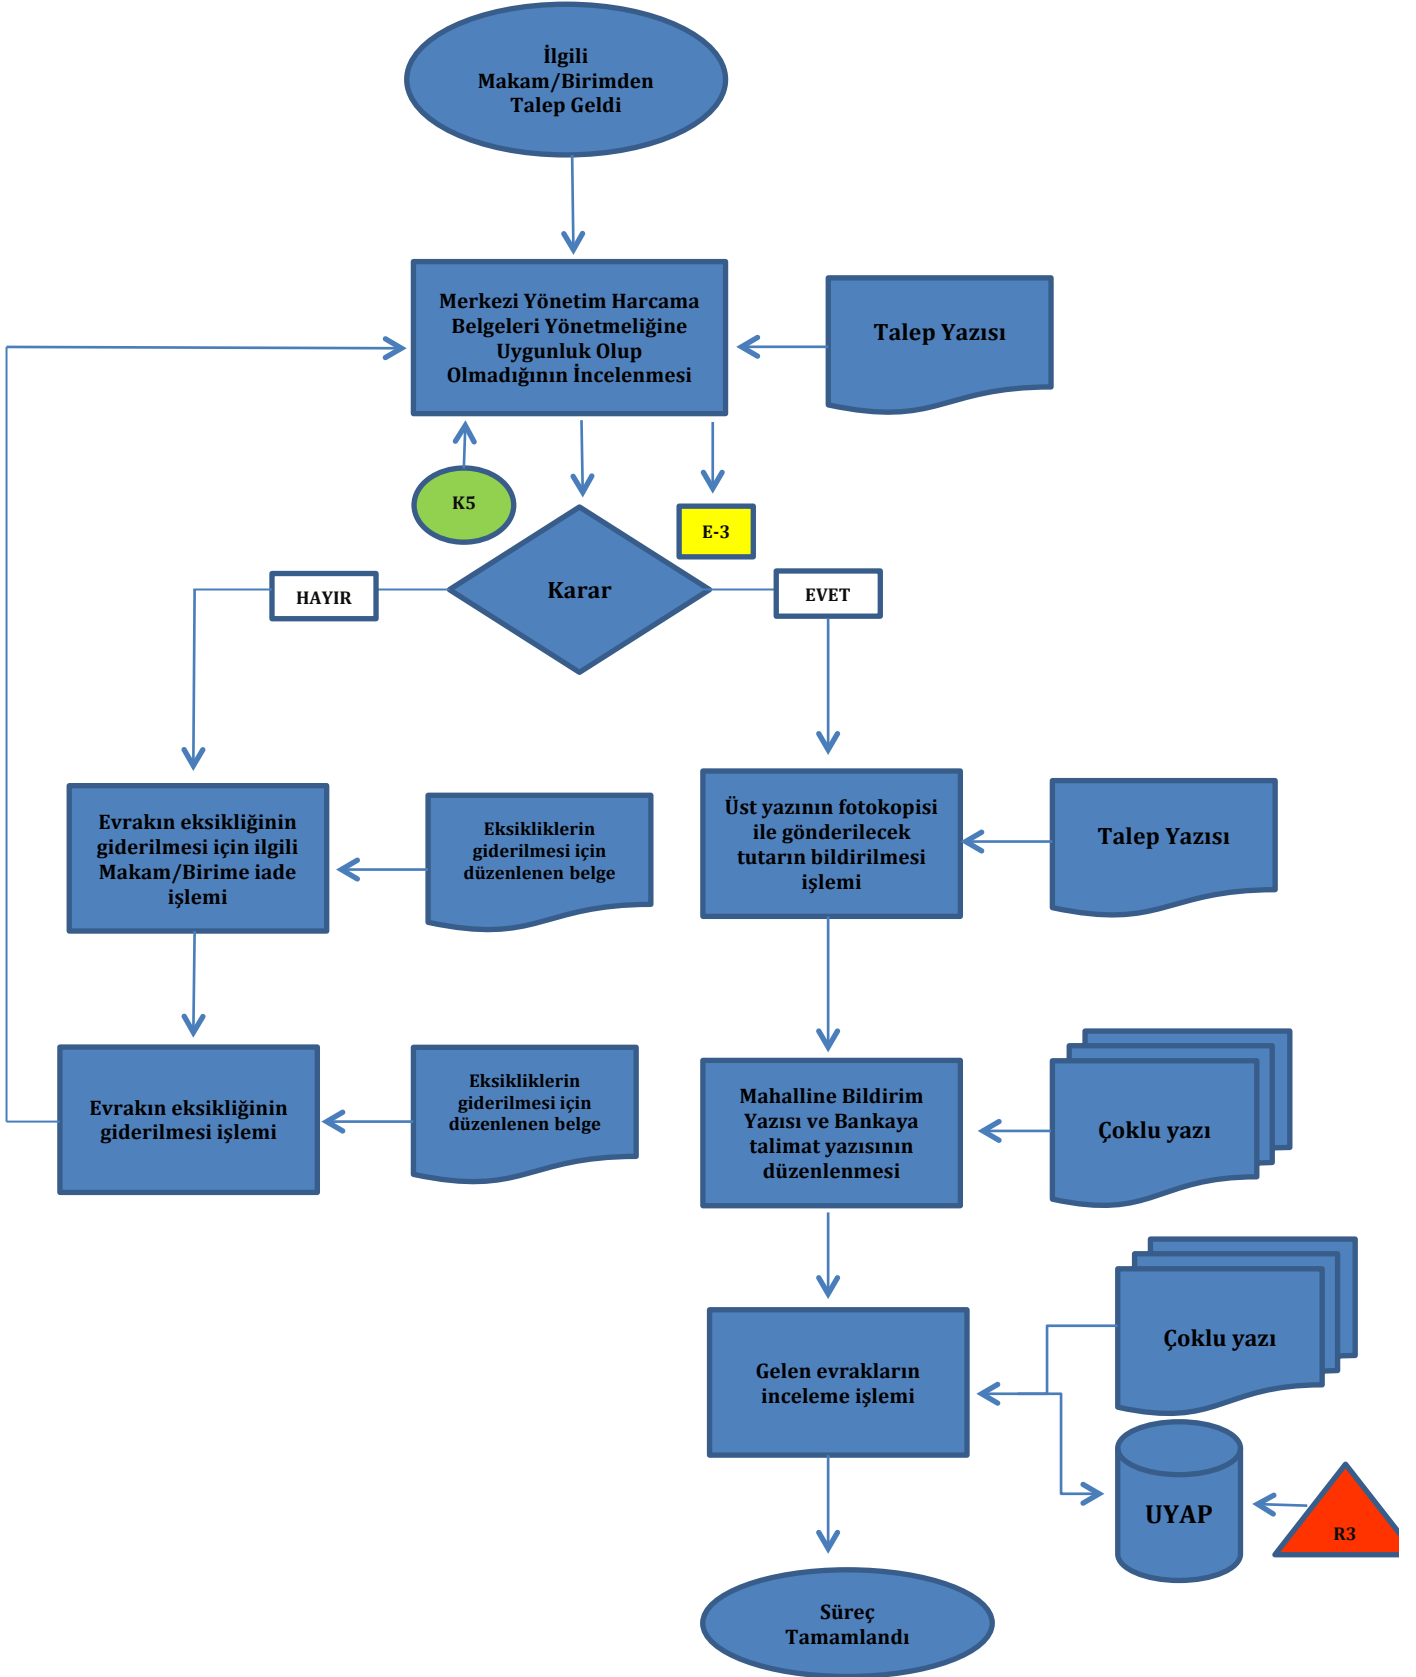 İlgili
Makam/Birimden
Talep Geldi
Merkezi Yönetim Harcama
Belgeleri Yönetmeliğine
Uygunluk Olup
Olmadığının İncelenmesi
Talep Yazısı
K5
E-3
Karar
HAYIR
EVET
Evrakın eksikliğinin
giderilmesi için ilgili
Makam/Birime iade
işlemi
Eksikliklerin
giderilmesi için
düzenlenen belge
Üst yazının fotokopisi
ile gönderilecek
tutarın bildirilmesi
işlemi
Talep Yazısı
Evrakın eksikliğinin
giderilmesi işlemi
Eksikliklerin
giderilmesi için
düzenlenen belge
Mahalline Bildirim
Yazısı ve Bankaya
talimat yazısının
düzenlenmesi
Çoklu yazı
Gelen evrakların
inceleme işlemi
Çoklu yazı
UYAP
R3
Süreç
Tamamlandı